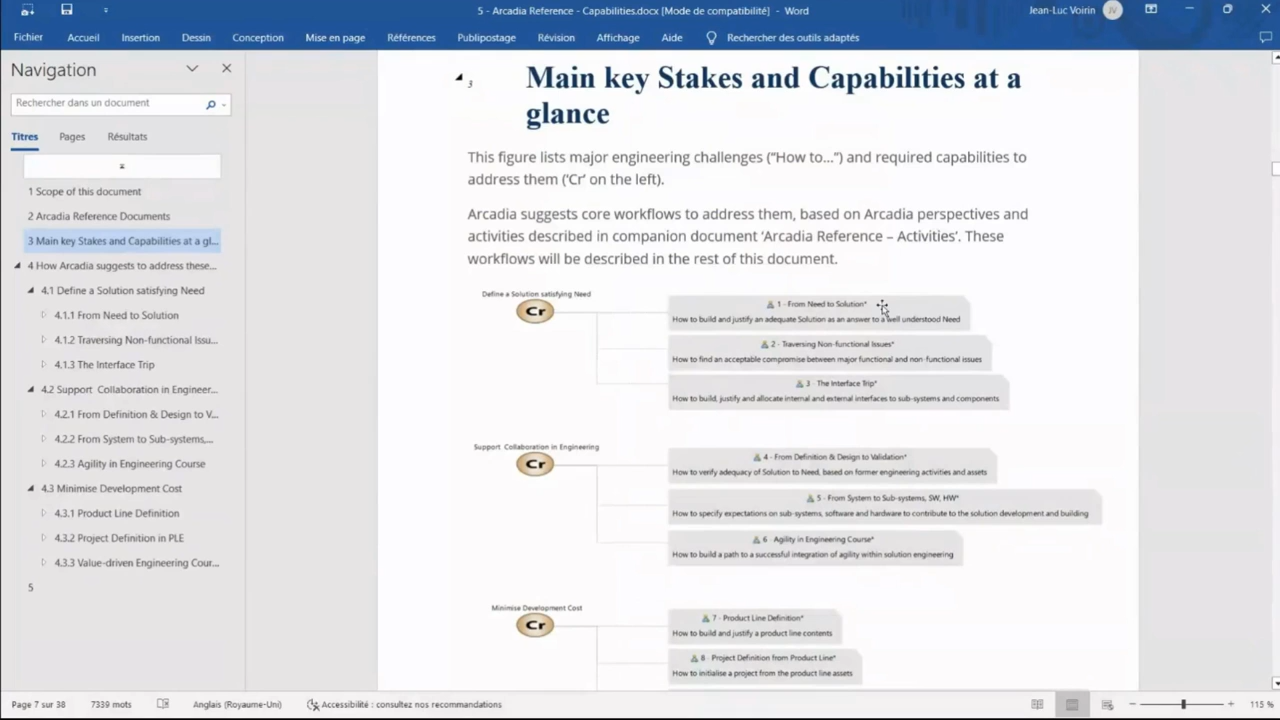 5 - Arcadia Reference - Capabilities.docx [Mode de compatibilité] - Word
Jean-Luc Voirin
JV
Fichier
Accueil
Insertion
Dessin
Conception
Mise en page
Références
Publipostage
Révision
Affichage
Aide
Rechercher des outils adaptés
Navigation
Rechercher dans un document
Titres
Pages
Résultats
1 Scope of this document
2 Arcadia Reference Documents
3 Main key Stakes and Capabilities at a gl...
4 How Arcadia suggests to address these...
4.1 Define a Solution satisfying Need
4.1.1 From Need to Solution
4.1.2 Traversing Non-functional Issu...
4.1.3 The Interface Trip
4.2 Support Collaboration in Engineer...
4.2.1 From Definition & Design to V...
4.2.2 From System to Sub-systems,...
4.2.3 Agility in Engineering Course
4.3 Minimise Development Cost
4.3.1 Product Line Definition
4.3.2 Project Definition in PLE
4.3.3 Value-driven Engineering Cour...
5
3
Main key Stakes and Capabilities at a
glance
This figure lists major engineering challenges (“How to...”) and required capabilities to
address them (‘Cr’ on the left).
Arcadia suggests core workflows to address them, based on Arcadia perspectives and
activities described in companion document ‘Arcadia Reference – Activities’. These
workflows will be described in the rest of this document.
Define a Solution satisfying Need
Cr
1 - From Need to Solution*
How to build and justify an adequate Solution as an answer to a well understood Need
2 - Traversing Non-functional Issues*
How to find an acceptable compromise between major functional and non-functional issues
3 - The Interface Trip*
How to build, justify and allocate internal and external interfaces to sub-systems and components
Support Collaboration in Engineering
Cr
4 - From Definition & Design to Validation*
How to verify adequacy of Solution to Need, based on former engineering activities and assets
5 - From System to Sub-systems, SW, HW*
How to specify expectations on sub-systems, software and hardware to contribute to the solution development and building
6 Agility in Engineering Course*
How to build a path to a successful integration of agility within solution engineering
Minimise Development Cost
Cr
7 - Product Line Definition*
How to build and justify a product line contents
8 - Project Definition from Product Line*
How to initialise a project from the product line assets
Page 7 sur 38
7339 mots
Anglais (Royaume-Uni)
Accessibilité : consultez nos recommandations
115 %